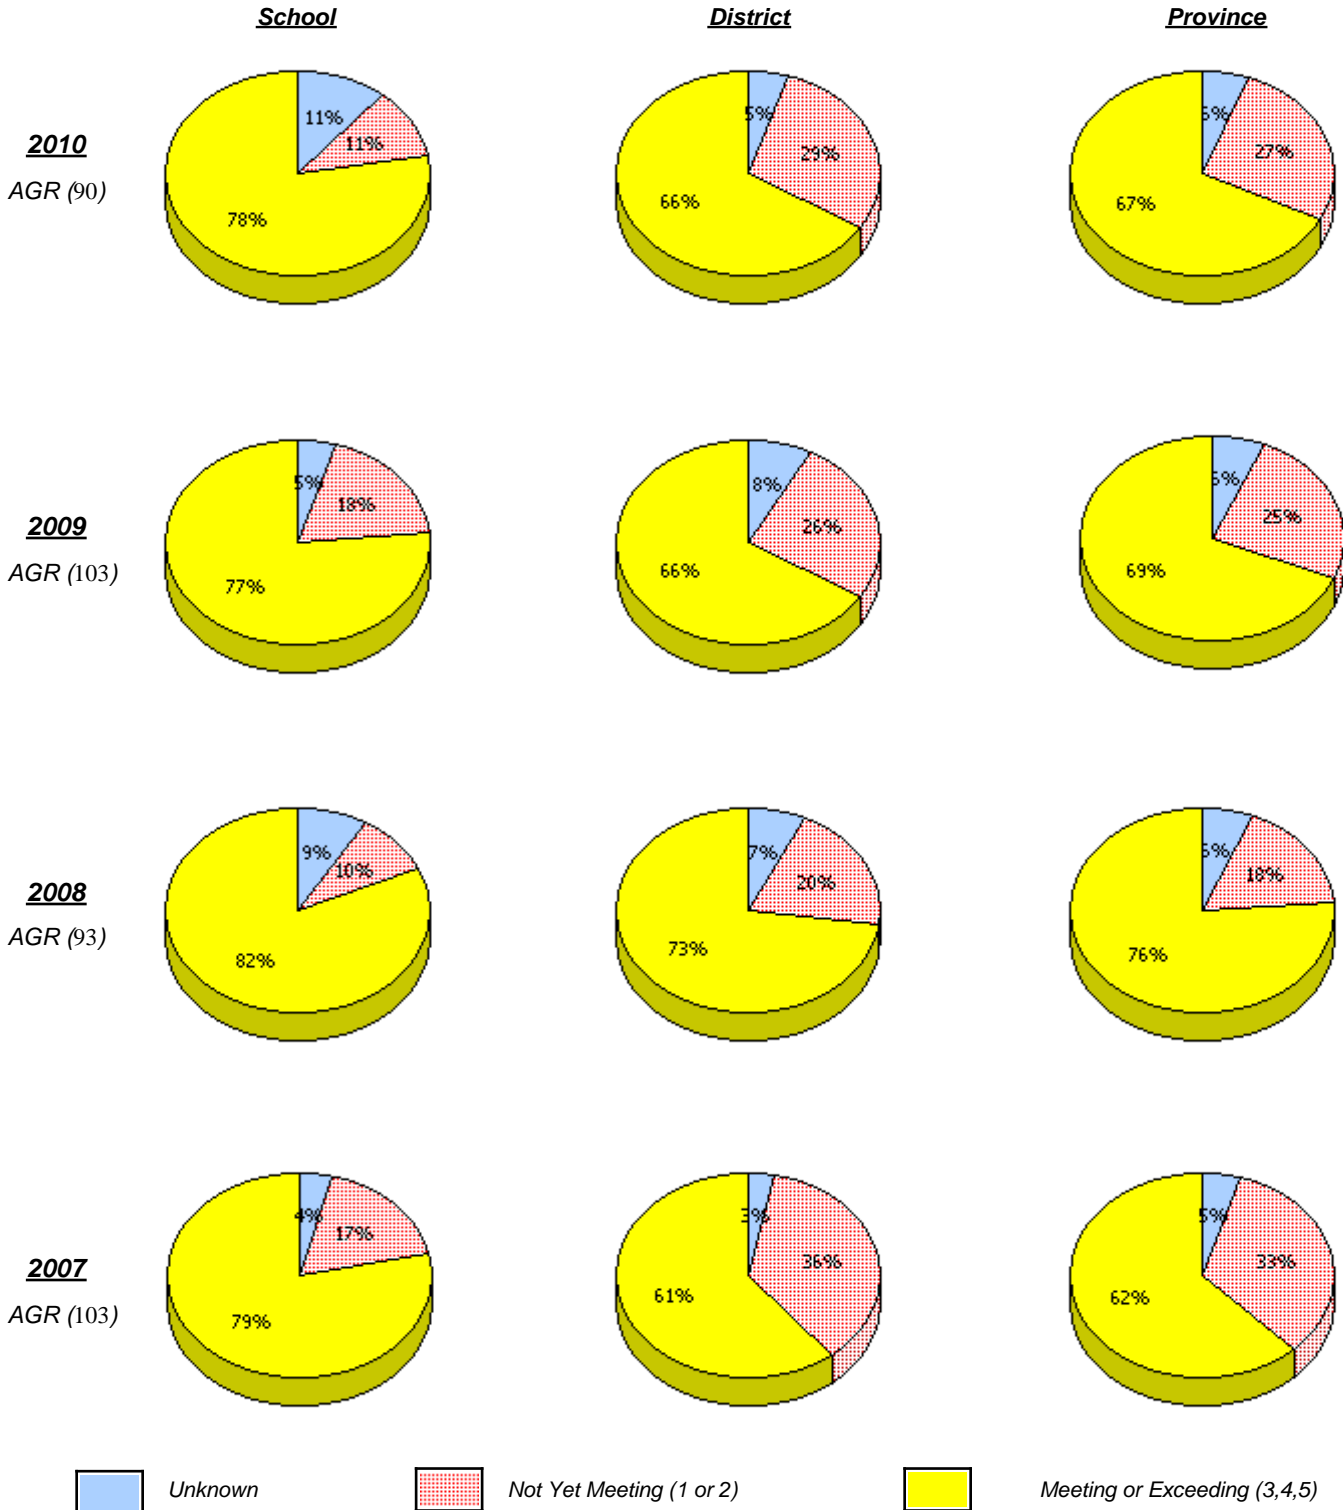 School District Province
11% 5% 6%
2010 11% 29% 27%
AGR (90) 78% 66% 67%
5% 8% 6%
2009 18% 26% 25%
AGR (103) 77% 66% 69%
9% 7% 6%
2008 10% 20% 18%
AGR (93) 82% 73% 76%
4% 3% 5%
2007 17% 36% 33%
AGR (103) 79% 61% 62%
Unknown Not Yet Meeting (1 or 2) Meeting or Exceeding (3,4,5)